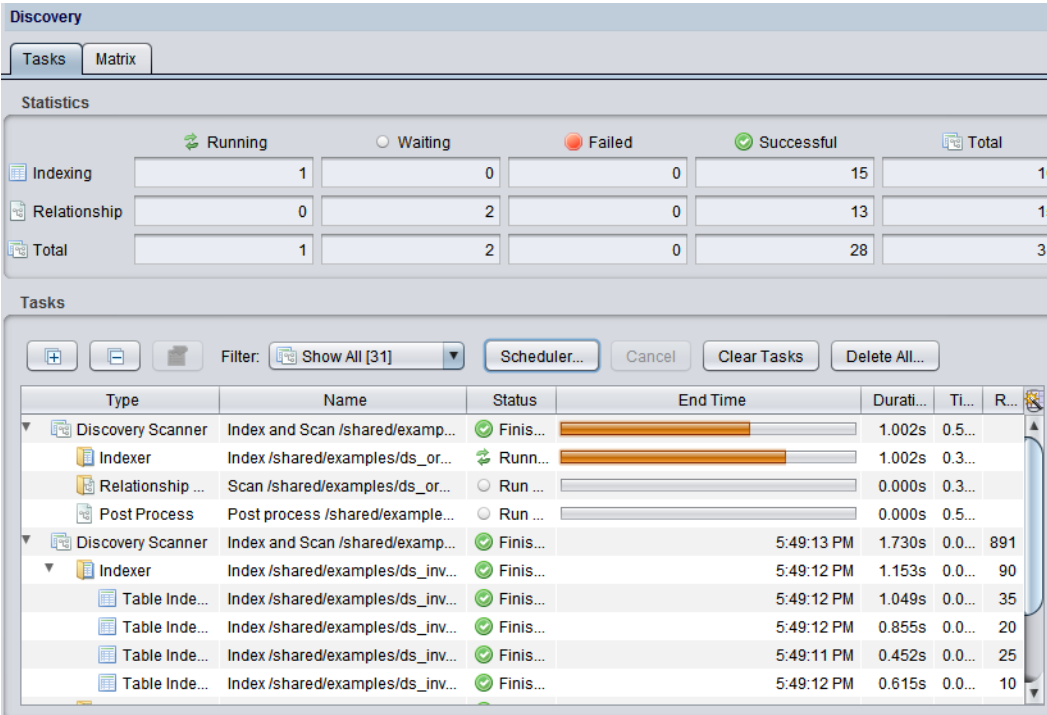 Discovery
Tasks Matrix
Statistics
Running Waiting Failed Successful Total
Indexing 1 0 0 15
Relationship 0 2 0 13
Total 1 2 0 28
Tasks
Filter: Show All [31] Scheduler... Cancel Clear Tasks Delete All...
Type Name Status End Time Durati... Ti... R...
Discovery Scanner Index and Scan /shared/examp... Finis... 1.002s 0.5...
Indexer Index /shared/examples/ds_or... Runn... 1.002s 0.3...
Relationship ... Scan /shared/examples/ds_or... Run ... 0.000s 0.3...
Post Process Post process /shared/example... Run ... 0.000s 0.5...
Discovery Scanner Index and Scan /shared/examp... Finis... 5:49:13 PM 1.730s 0.0... 891
Indexer Index /shared/examples/ds_inv... Finis... 5:49:12 PM 1.153s 0.0... 90
Table Inde... Index /shared/examples/ds_inv... Finis... 5:49:12 PM 1.049s 0.0... 35
Table Inde... Index /shared/examples/ds_inv... Finis... 5:49:12 PM 0.855s 0.0... 20
Table Inde... Index /shared/examples/ds_inv... Finis... 5:49:11 PM 0.452s 0.0... 25
Table Inde... Index /shared/examples/ds_inv... Finis... 5:49:12 PM 0.615s 0.0... 10